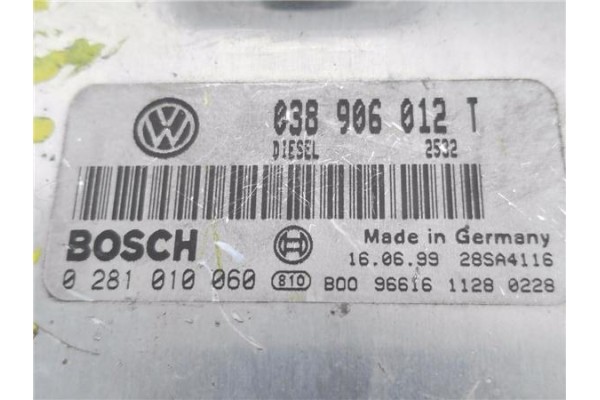 VW 038 906 012 T
DIESEL 2532
BOSCH Made in Germany
16.06.99 28SA4116
0 281 010 060 810 B00 96616 1128 0228